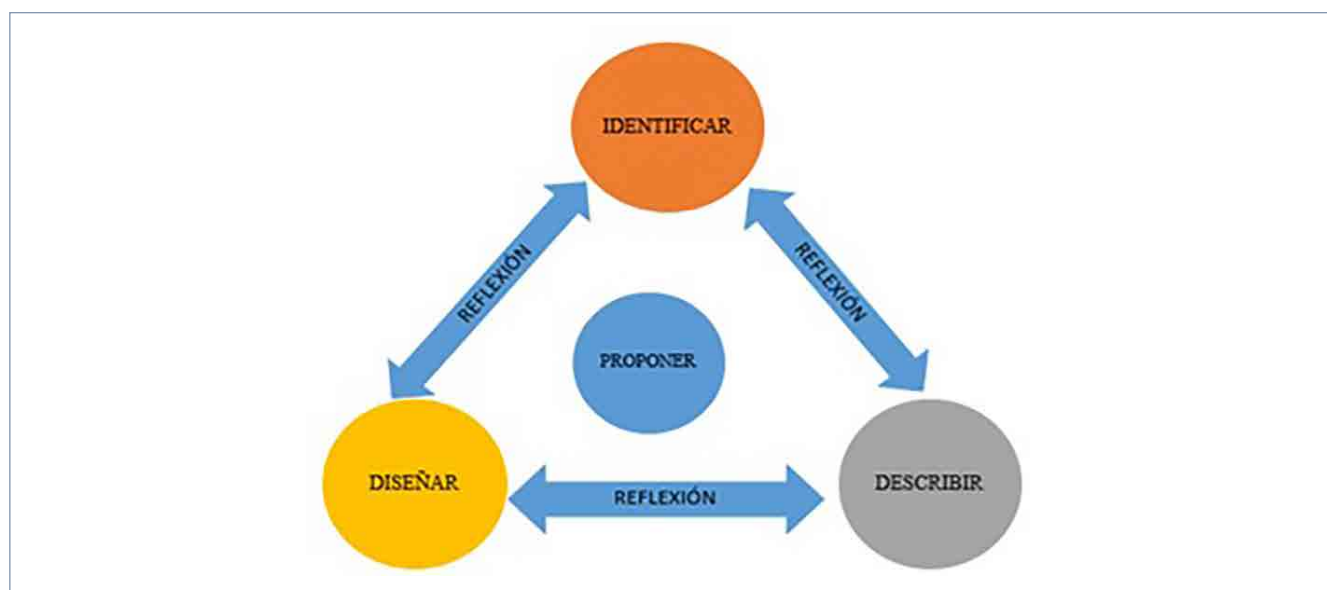 IDENTIFICAR
REFLEXIÓN
REFLEXIÓN
PROPONER
DISEÑAR
REFLEXIÓN
DESCRIBIR